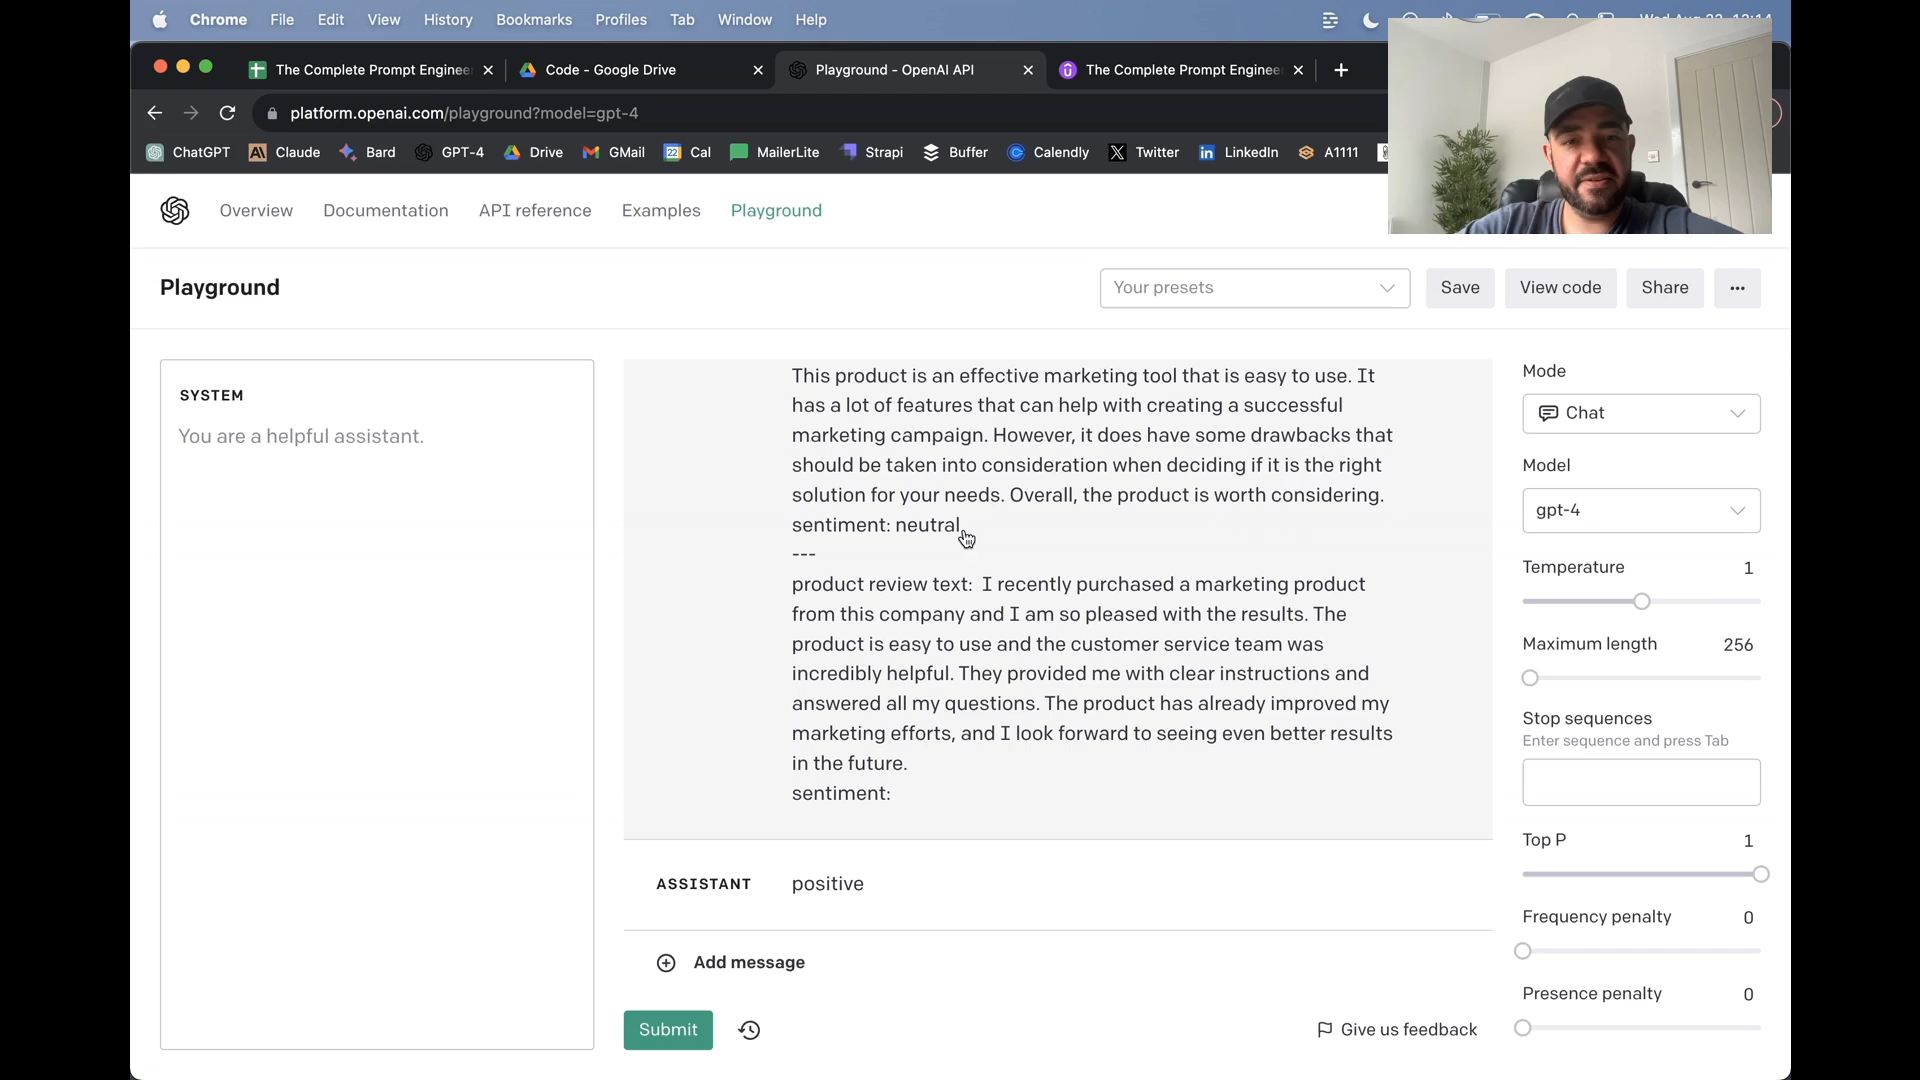 Chrome File Edit View History Bookmarks Profiles Tab Window Help
The Complete Prompt Enginee
Code - Google Drive
Playground - OpenAI API
The Complete Prompt Enginee
platform.openai.com/playground?model=gpt-4
ChatGPT Claude Bard GPT-4 Drive GMail Cal MailerLite Strapi Buffer Calendly Twitter LinkedIn A1111
Overview Documentation API reference Examples Playground
Playground
Your presets
Save
View code
Share
SYSTEM
You are a helpful assistant.
This product is an effective marketing tool that is easy to use. It
has a lot of features that can help with creating a successful
marketing campaign. However, it does have some drawbacks that
should be taken into consideration when deciding if it is the right
solution for your needs. Overall, the product is worth considering.
sentiment: neutral
---
product review text:  I recently purchased a marketing product
from this company and I am so pleased with the results. The
product is easy to use and the customer service team was
incredibly helpful. They provided me with clear instructions and
answered all my questions. The product has already improved my
marketing efforts, and I look forward to seeing even better results
in the future.
sentiment:
ASSISTANT positive
Add message
Submit
Give us feedback
Mode
Chat
Model
gpt-4
Temperature 1
Maximum length 256
Stop sequences
Enter sequence and press Tab
Top P 1
Frequency penalty 0
Presence penalty 0